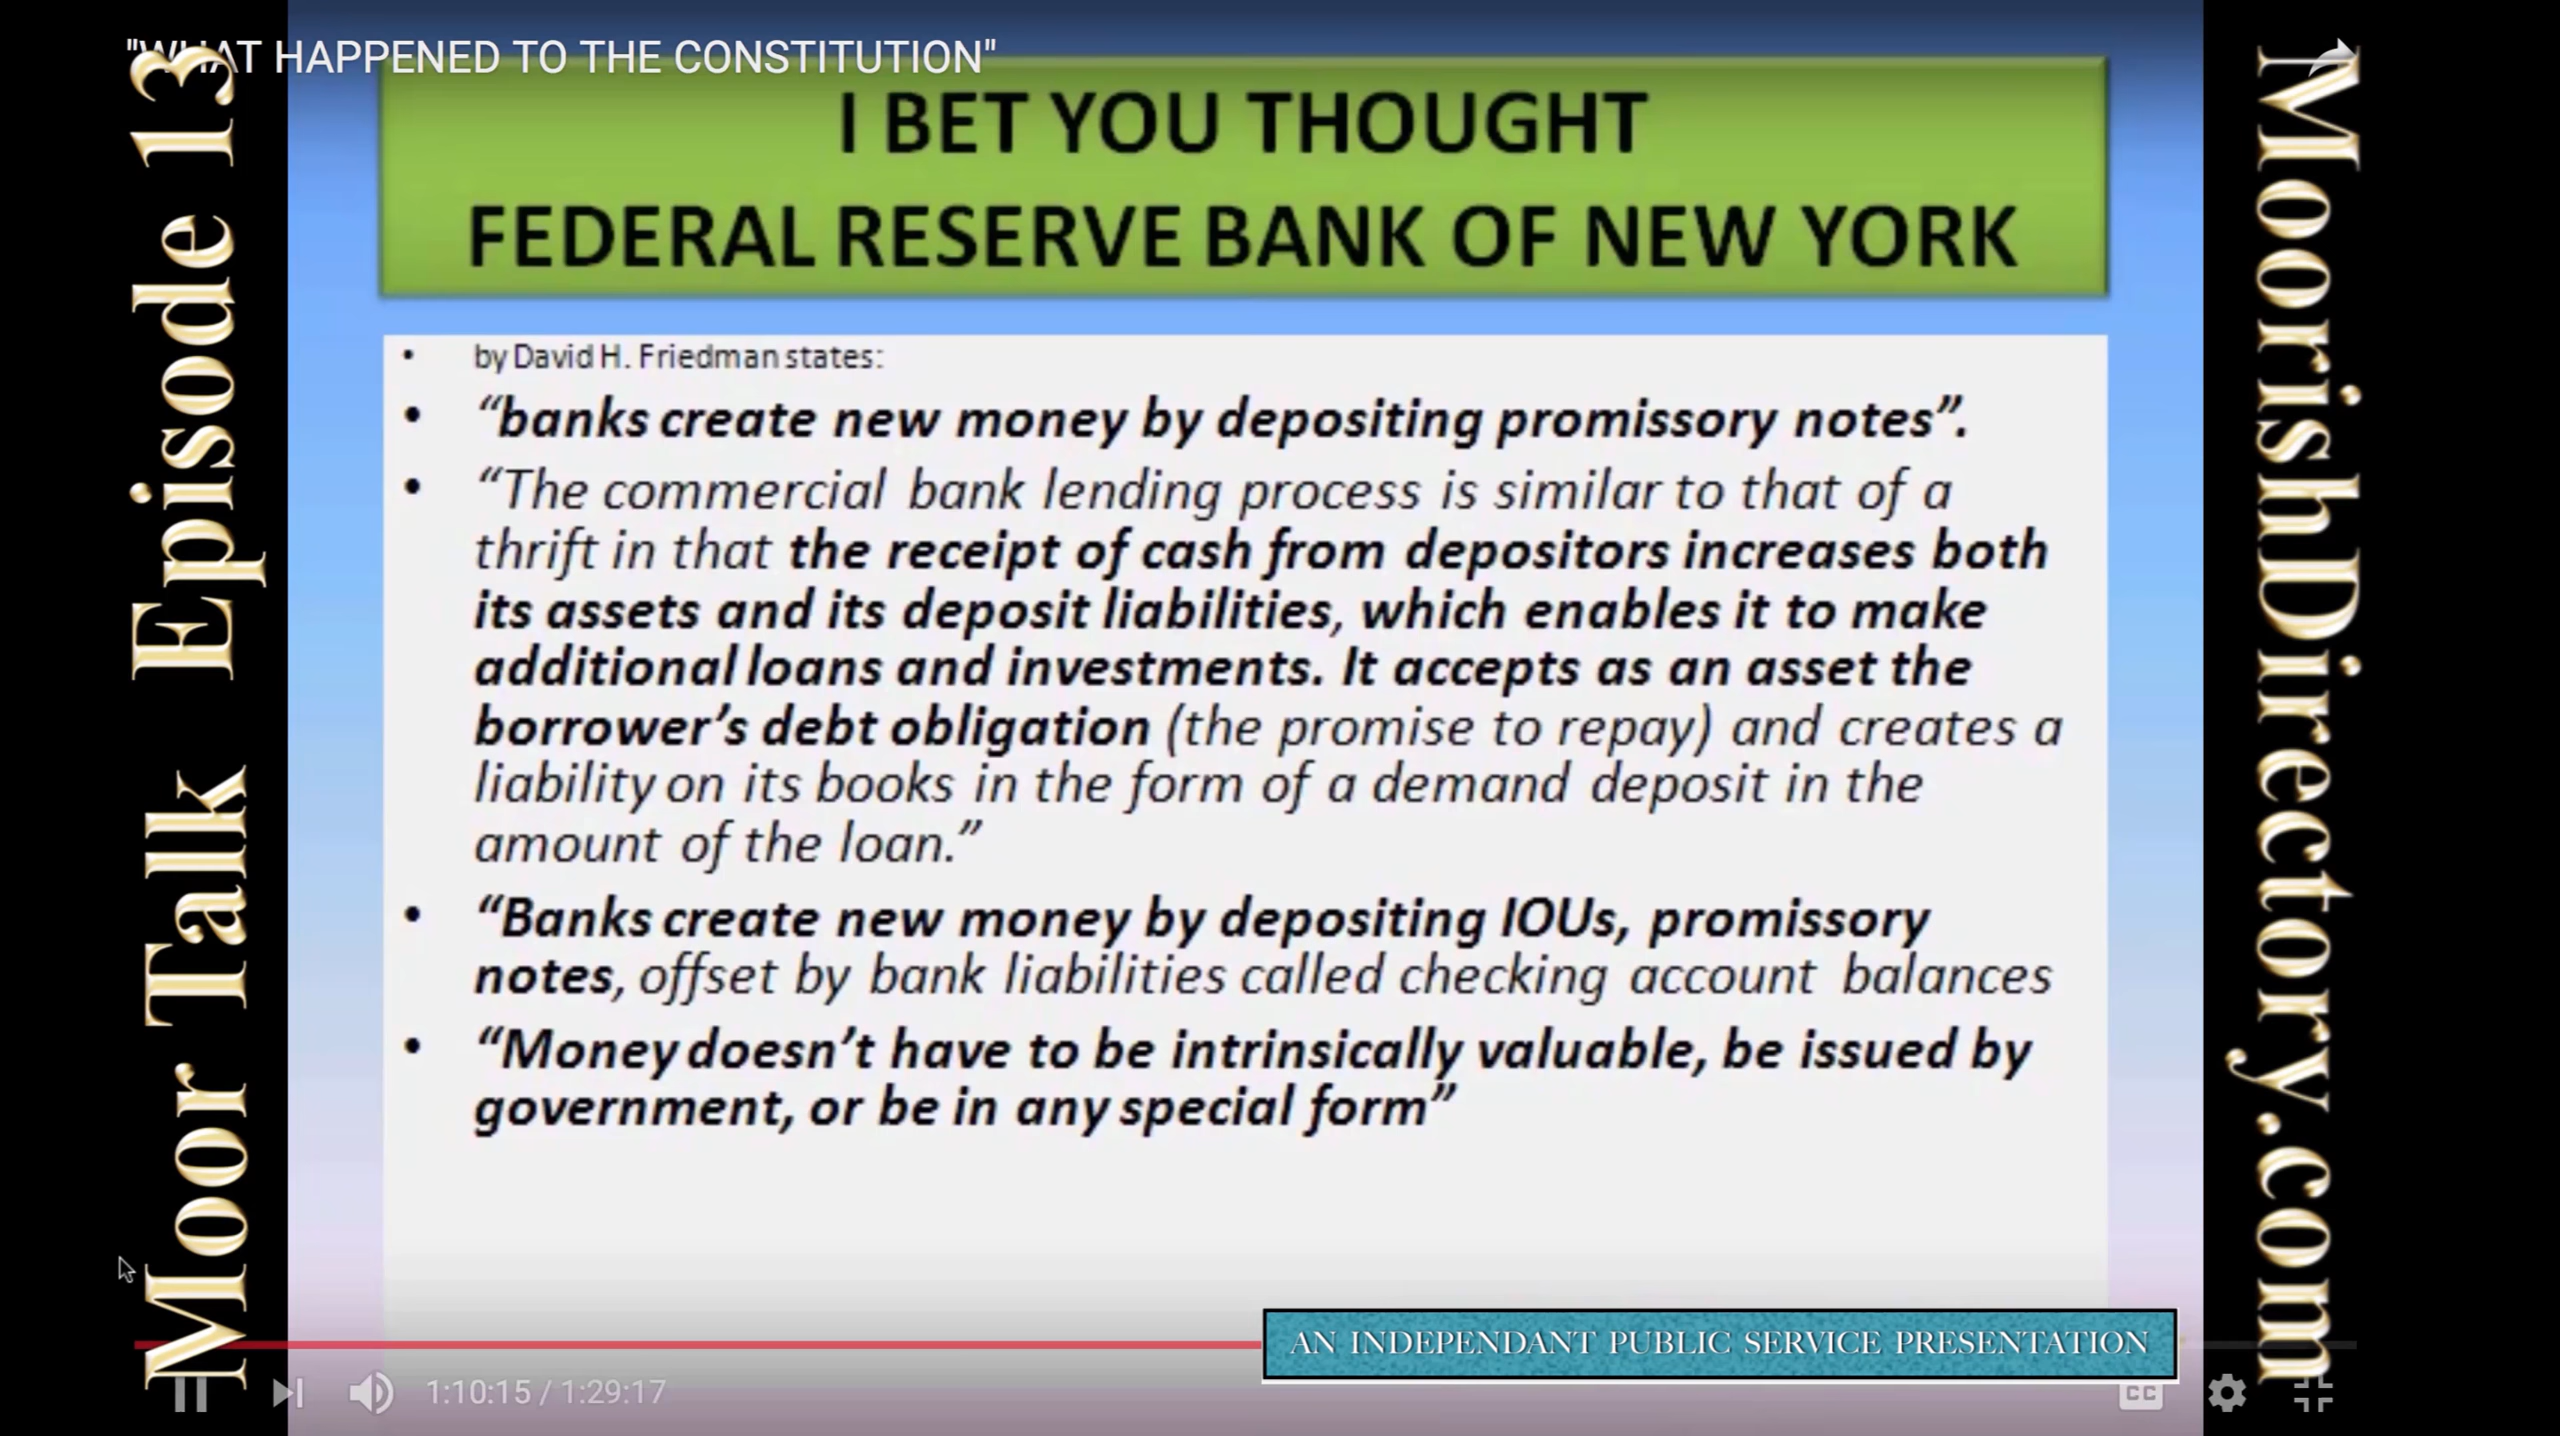 "WHAT HAPPENED TO THE CONSTITUTION"
Moor Talk Episode 13
I BET YOU THOUGHT
FEDERAL RESERVE BANK OF NEW YORK
• by David H. Friedman states:
• “banks create new money by depositing promissory notes”.
• “The commercial bank lending process is similar to that of a
thrift in that the receipt of cash from depositors increases both
its assets and its deposit liabilities, which enables it to make
additional loans and investments. It accepts as an asset the
borrower’s debt obligation (the promise to repay) and creates a
liability on its books in the form of a demand deposit in the
amount of the loan.”
• “Banks create new money by depositing IOUs, promissory
notes, offset by bank liabilities called checking account balances
• “Money doesn’t have to be intrinsically valuable, be issued by
government, or be in any special form”
MoorishDirectory.com
AN INDEPENDANT PUBLIC SERVICE PRESENTATION
1:10:15 / 1:29:17
CC